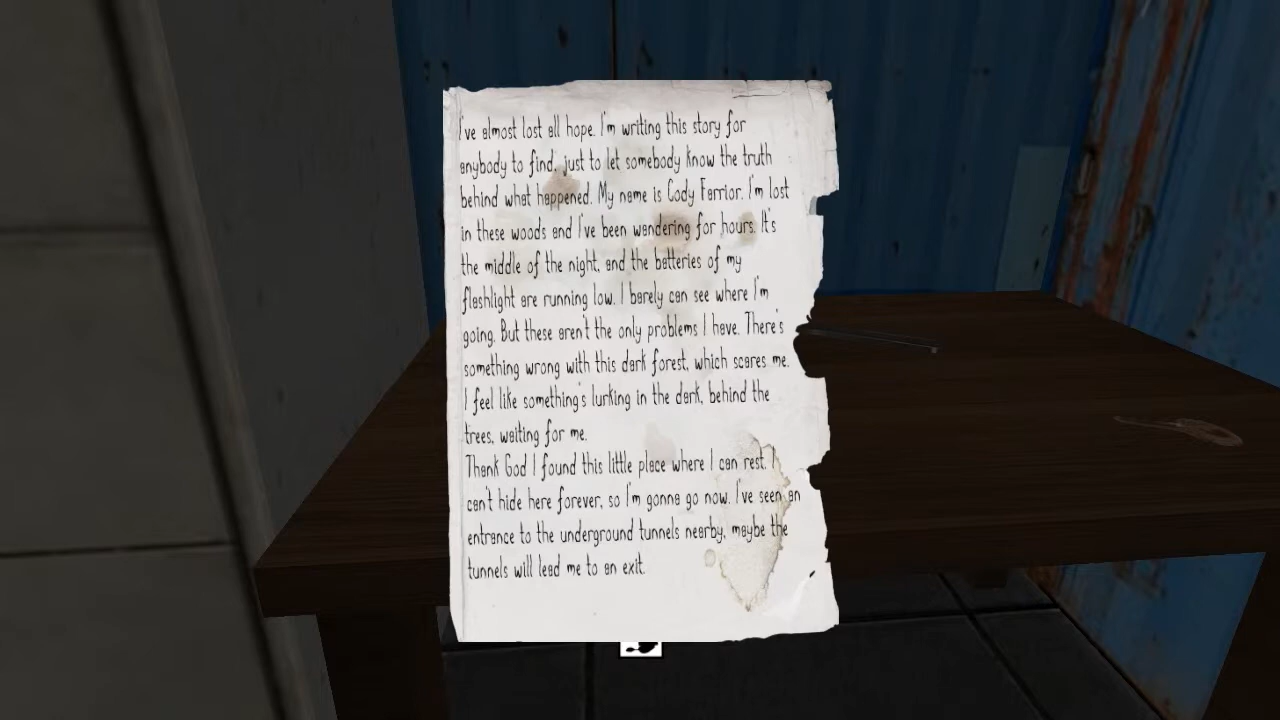 I've almost lost all hope. I'm writing this story for
anybody to find, just to let somebody know the truth
behind what happened. My name is Cody Farrior. I'm lost
in these woods and I've been wandering for hours. It's
the middle of the night, and the batteries of my
flashlight are running low. I barely can see where I'm
going. But these aren't the only problems I have. There's
something wrong with this dark forest, which scares me.
I feel like something's lurking in the dark, behind the
trees, waiting for me.
Thank God I found this little place where I can rest. I
can't hide here forever, so I'm gonna go now. I've seen an
entrance to the underground tunnels nearby, maybe the
tunnels will lead me to an exit.